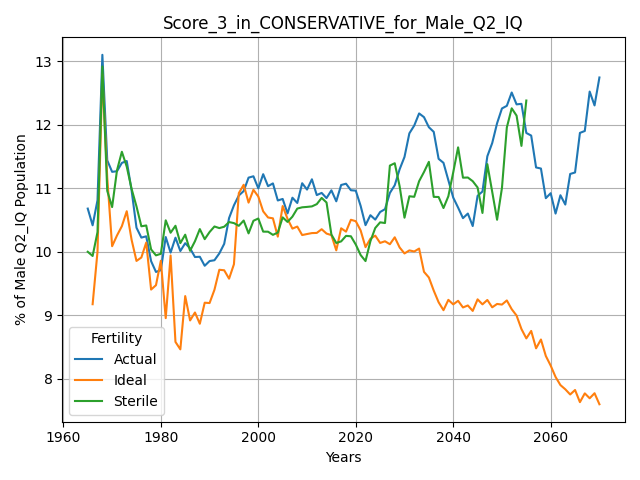 Score_3_in_CONSERVATIVE_for_Male_Q2_IQ
% of Male Q2_IQ Population
13
12
11
10
9
8
Fertility
Actual
Ideal
Sterile
1960
1980
2000
2020
2040
2060
Years